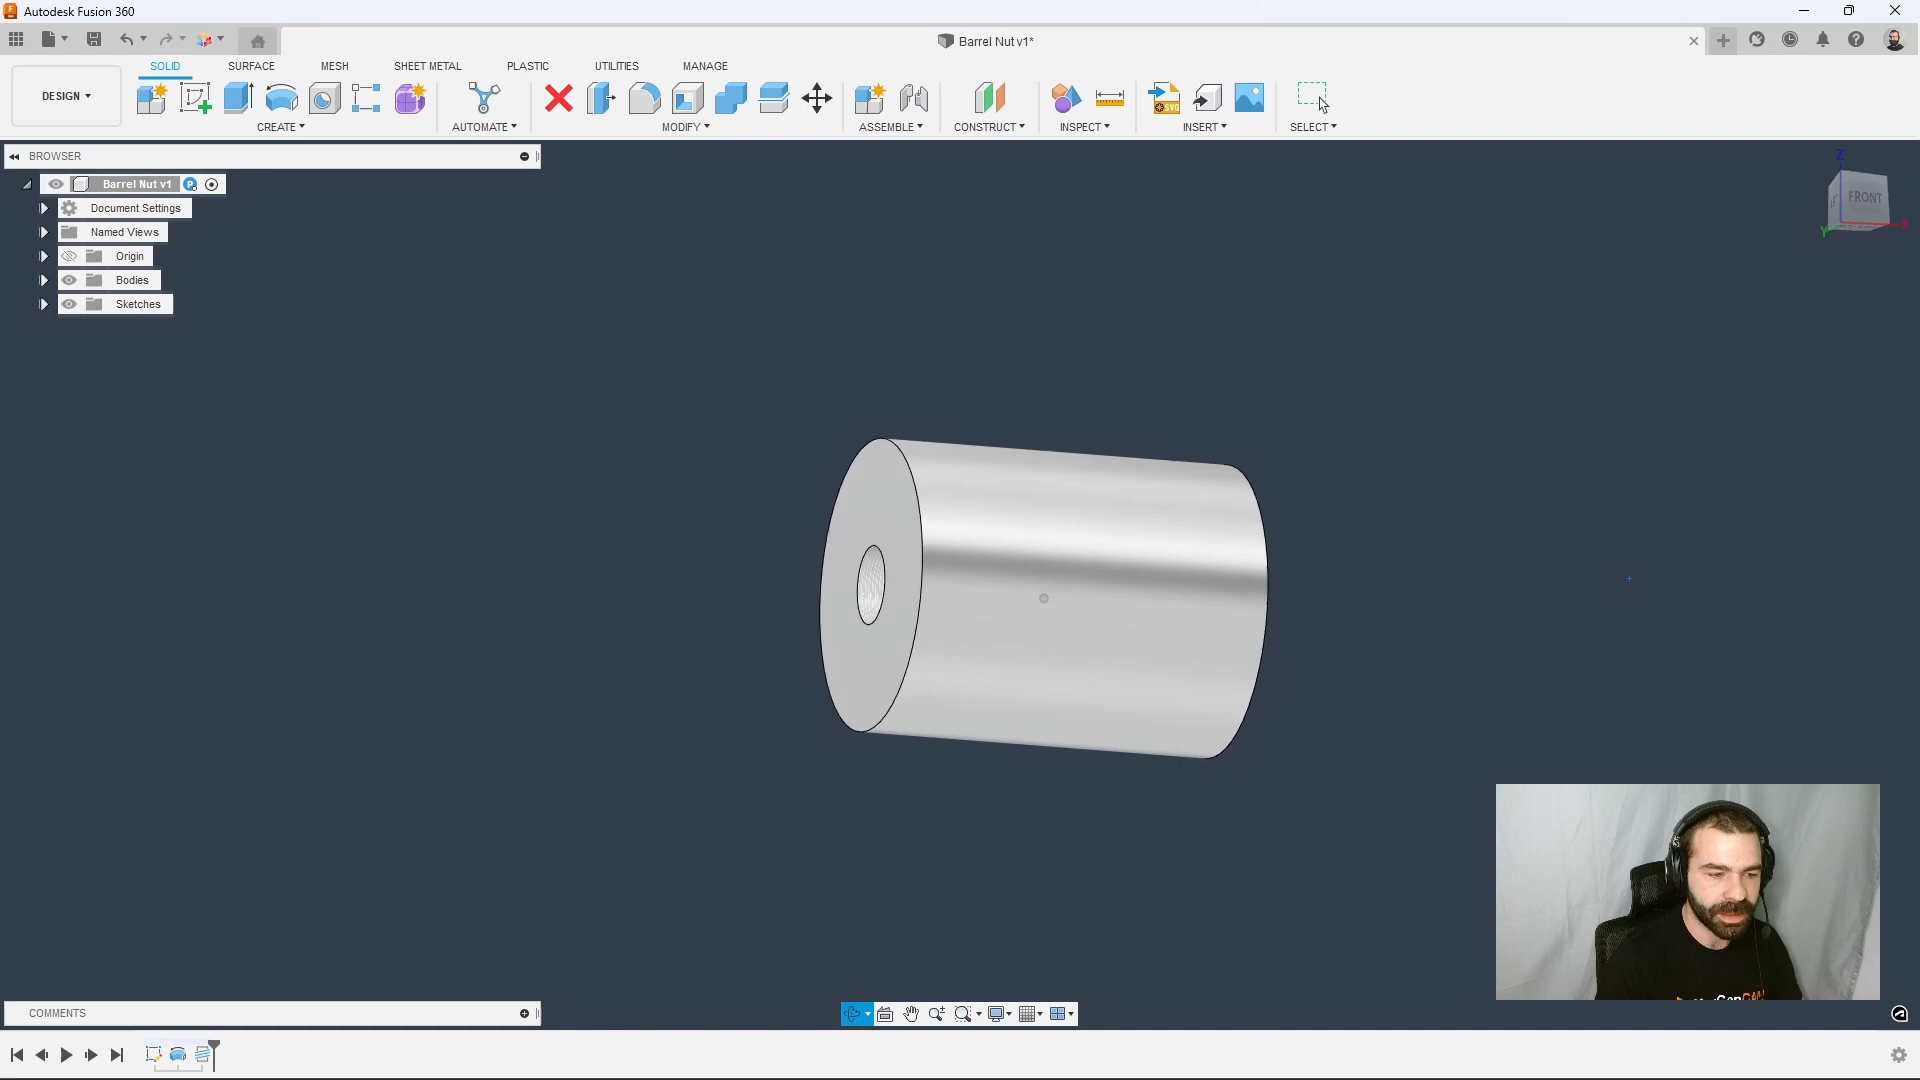 Autodesk Fusion 360
Barrel Nut v1*
SOLID
SURFACE
MESH
SHEET METAL
PLASTIC
UTILITIES
MANAGE
DESIGN
CREATE
AUTOMATE
MODIFY
ASSEMBLE
CONSTRUCT
INSPECT
INSERT
SELECT
SVG
BROWSER
Barrel Nut v1
P
Document Settings
Named Views
Origin
Bodies
Sketches
Z
FRONT
X
Y
COMMENTS